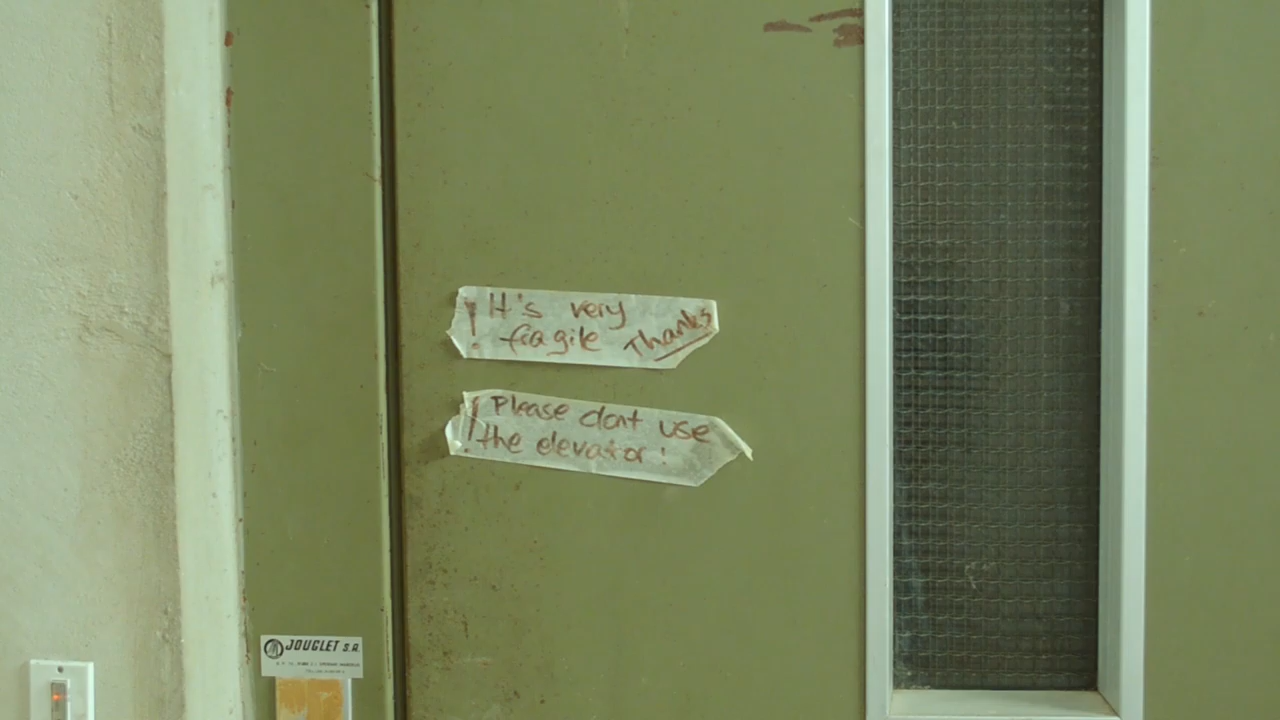 ! It's very
fragile Thanks
! Please dont use
the elevator !
JOUGLET S.A.